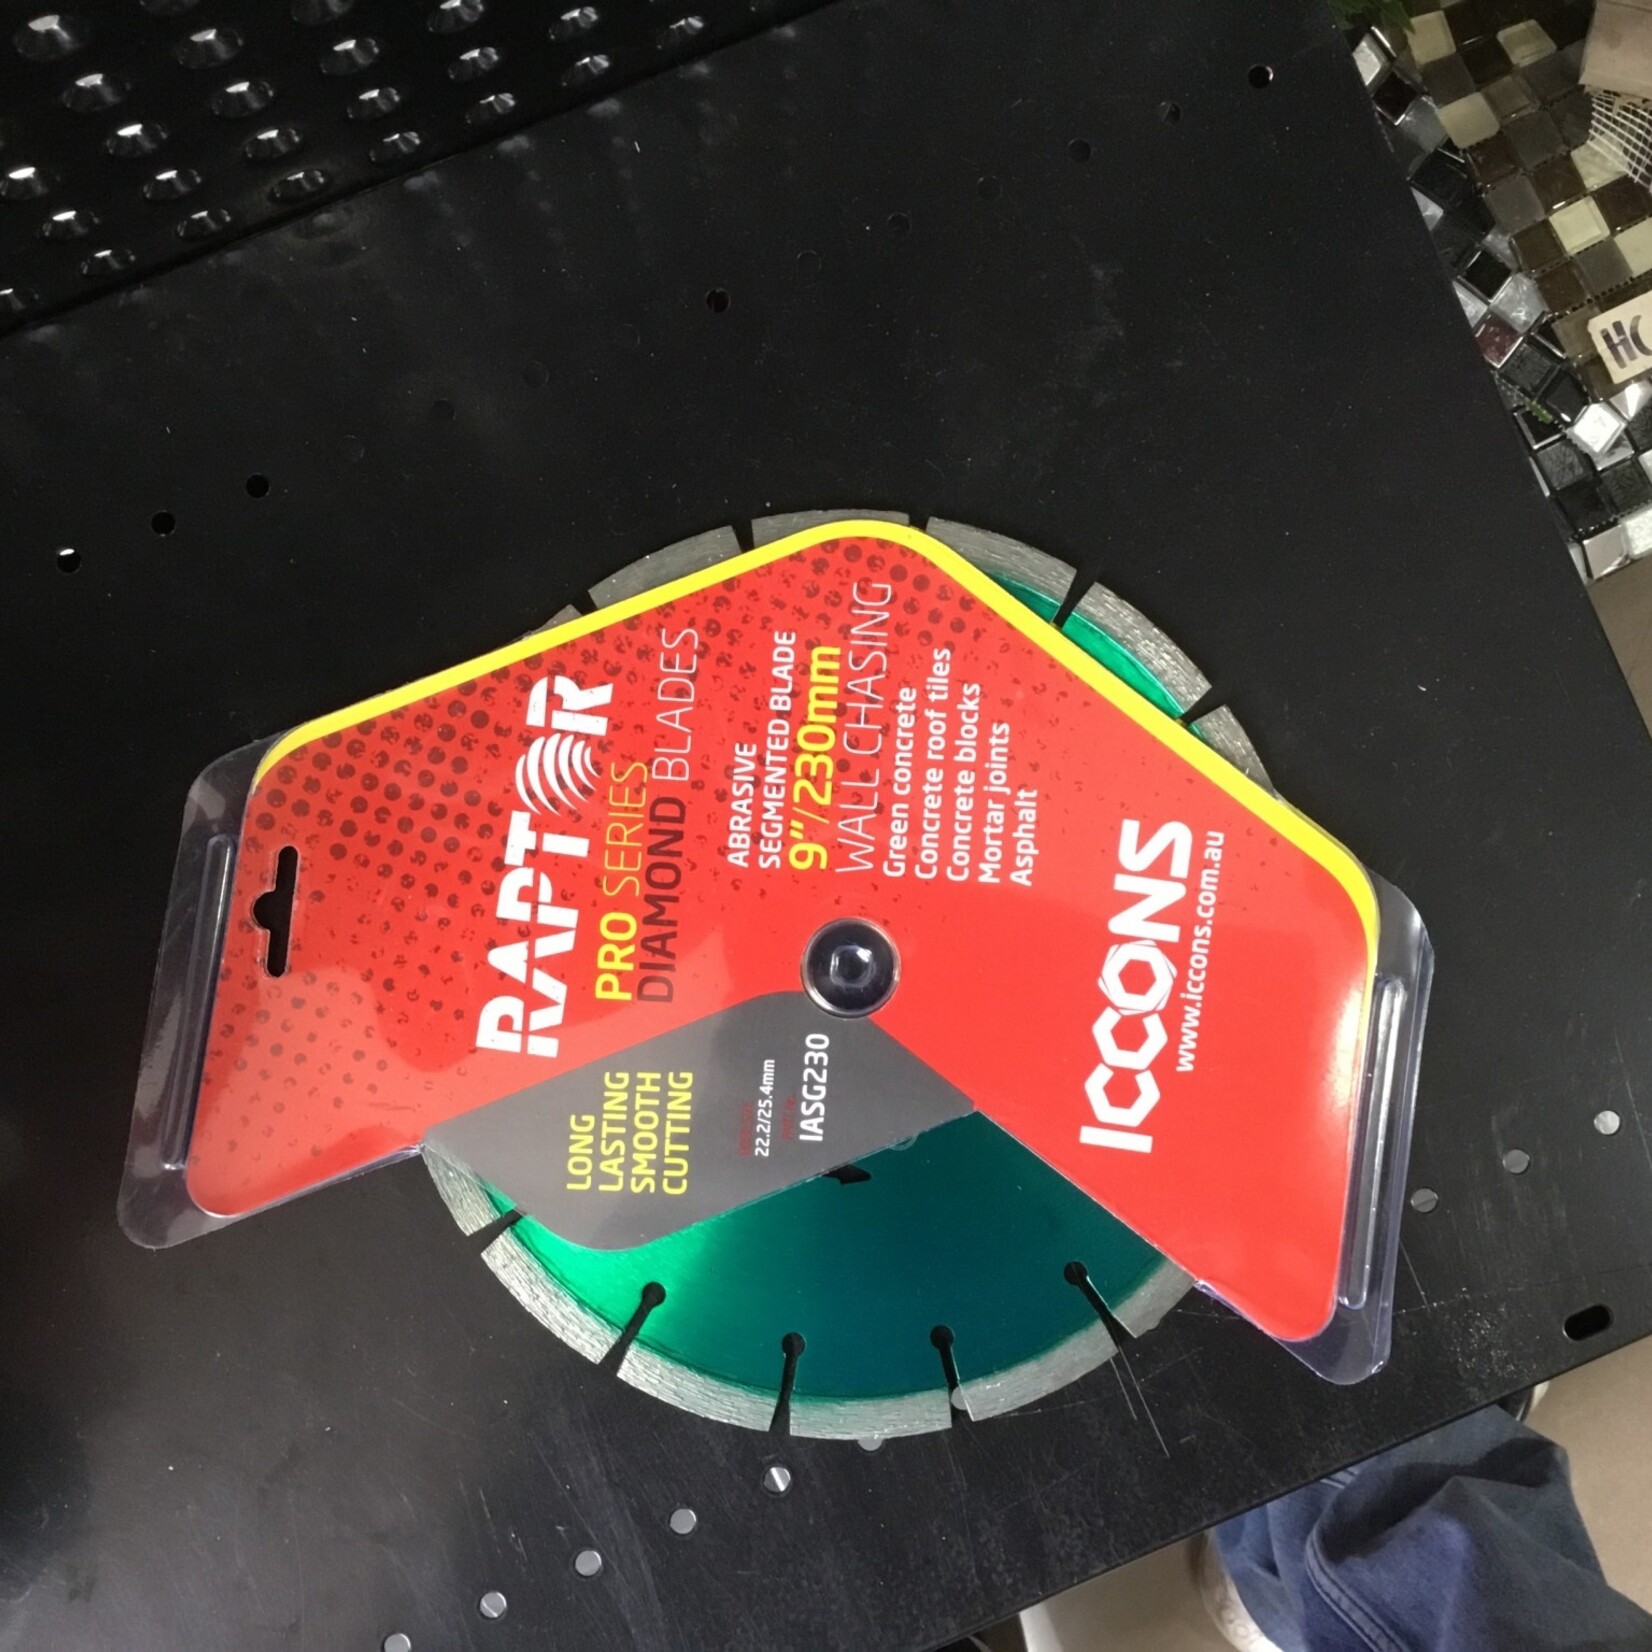 RAPTOR
PRO SERIES
DIAMOND BLADES
ABRASIVE
SEGMENTED BLADE
9"/230mm
WALL CHASING
Green concrete
Concrete roof tiles
Concrete blocks
Mortar joints
Asphalt
LONG
LASTING
SMOOTH
CUTTING
22.2/25.4mm
IASG230
ICCONS
www.iccons.com.au